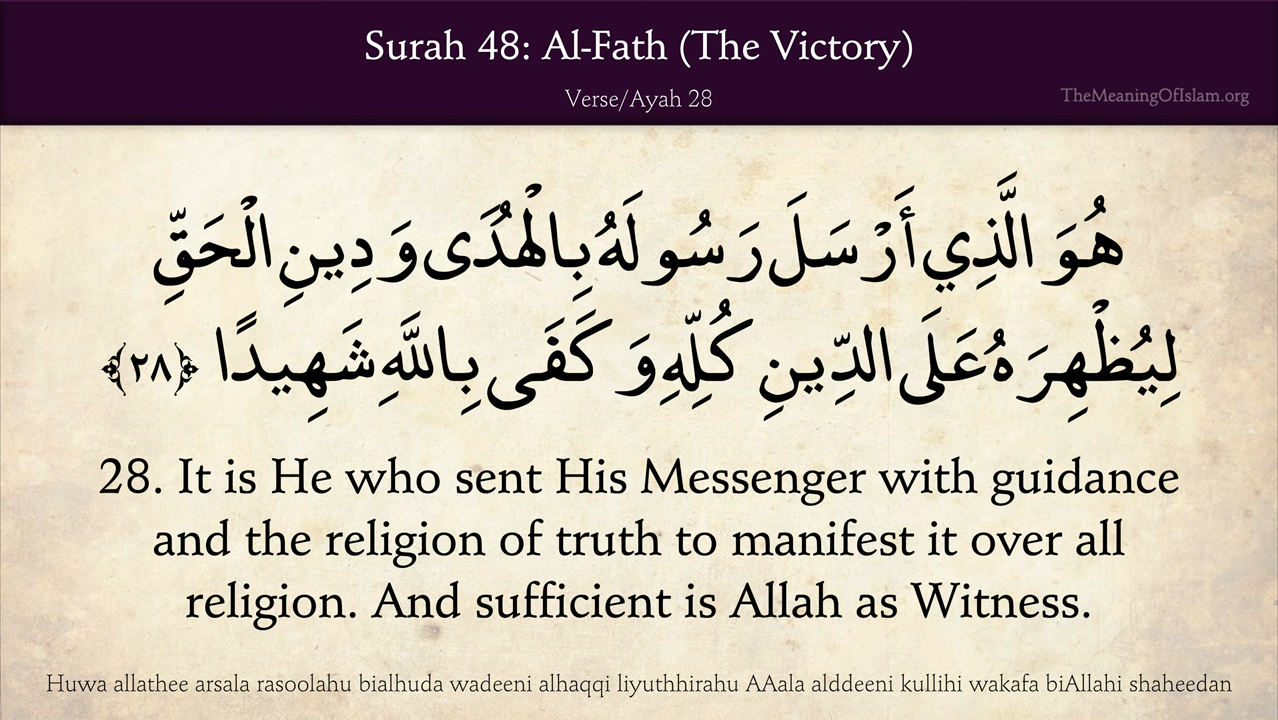 Surah 48: Al-Fath (The Victory)
Verse/Ayah 28
TheMeaningOfIslam.org
هُوَ الَّذِي أَرْسَلَ رَسُولَهُ بِالْهُدَى وَدِينِ الْحَقِّ
لِيُظْهِرَهُ عَلَى الدِّينِ كُلِّهِ وَكَفَى بِاللَّهِ شَهِيدًا ﴿٢٨﴾
28. It is He who sent His Messenger with guidance
and the religion of truth to manifest it over all
religion. And sufficient is Allah as Witness.
Huwa allathee arsala rasoolahu bialhuda wadeeni alhaqqi liyuthhirahu AAala alddeeni kullihi wakafa biAllahi shaheedan